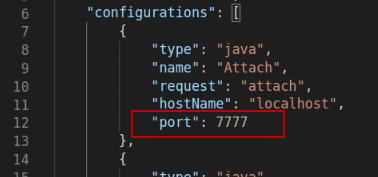 6 "configurations": [
7 {
8 "type": "java",
9 "name": "Attach",
10 "request": "attach",
11 "hostName": "localhost",
12 "port": 7777
13 },
14 {
15 "type": "java"